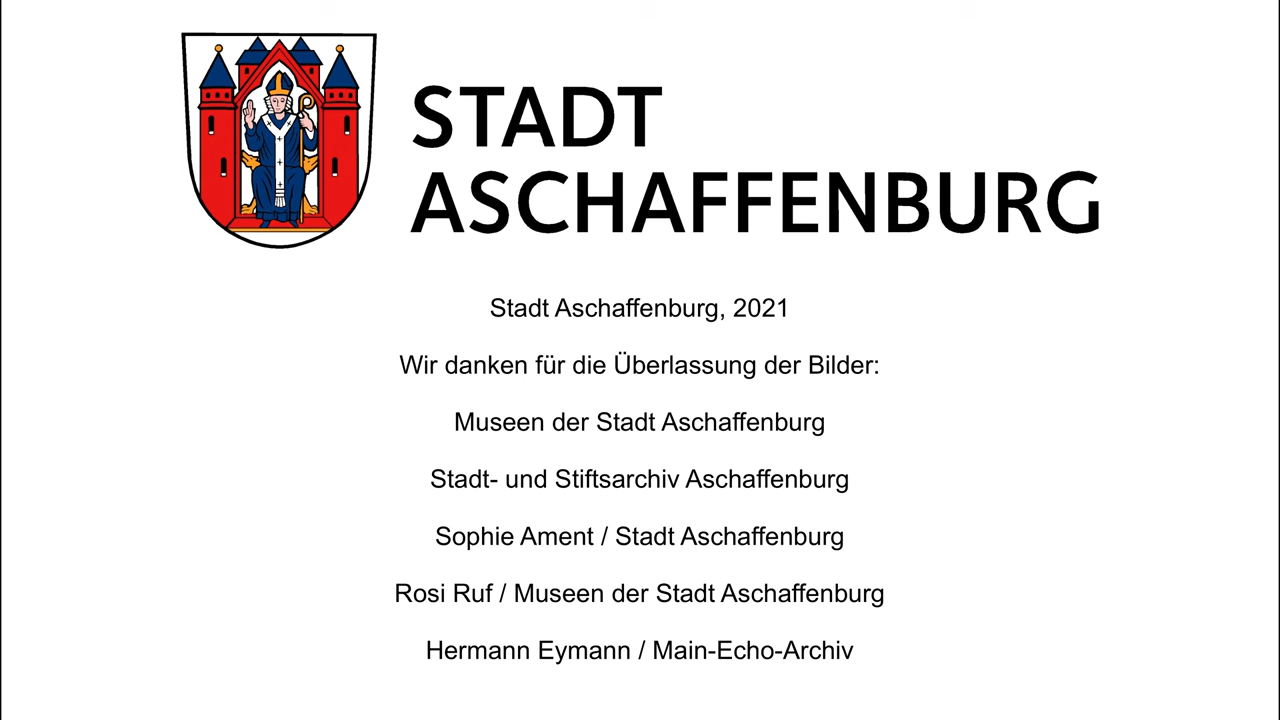 STADT
ASCHAFFENBURG
Stadt Aschaffenburg, 2021
Wir danken für die Überlassung der Bilder:
Museen der Stadt Aschaffenburg
Stadt- und Stiftsarchiv Aschaffenburg
Sophie Ament / Stadt Aschaffenburg
Rosi Ruf / Museen der Stadt Aschaffenburg
Hermann Eymann / Main-Echo-Archiv